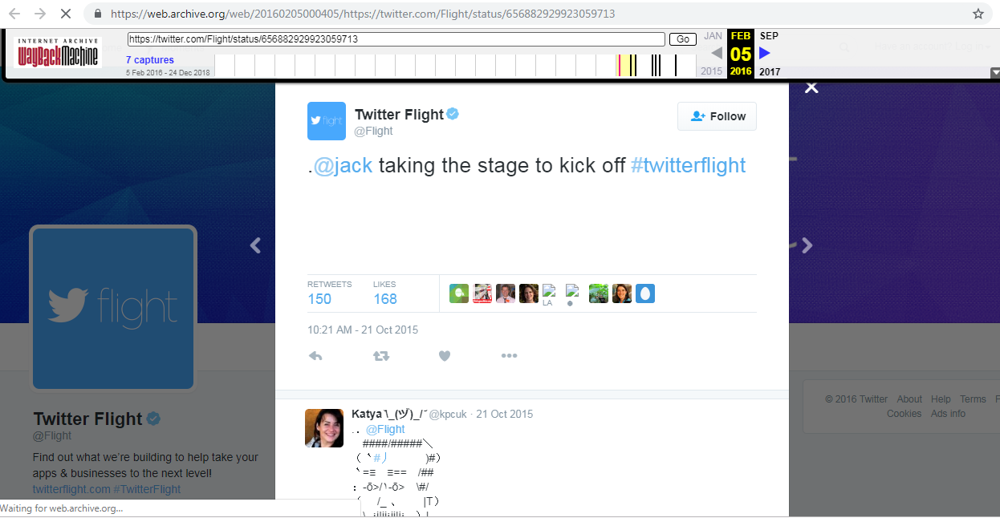 https://web.archive.org/web/20160205000405/https://twitter.com/Flight/status/656882929923059713
INTERNET ARCHIVE
WayBackMachine
https://twitter.com/Flight/status/656882929923059713
Go
JAN FEB SEP
7 captures
05
5 Feb 2016 - 24 Dec 2018
2015 2016 2017
flight
Twitter Flight
@Flight
Follow
.@jack taking the stage to kick off #twitterflight
RETWEETS LIKES
150 168
LA
10:21 AM - 21 Oct 2015
flight
Twitter Flight
@Flight
Find out what we're building to help take your
apps & businesses to the next level!
twitterflight.com #TwitterFlight
© 2016 Twitter About Help Terms
Cookies Ads info
Katya ¯\_(ツ)_/¯ @kpcuk · 21 Oct 2015
.. @Flight
####/#####＼
Waiting for web.archive.org...